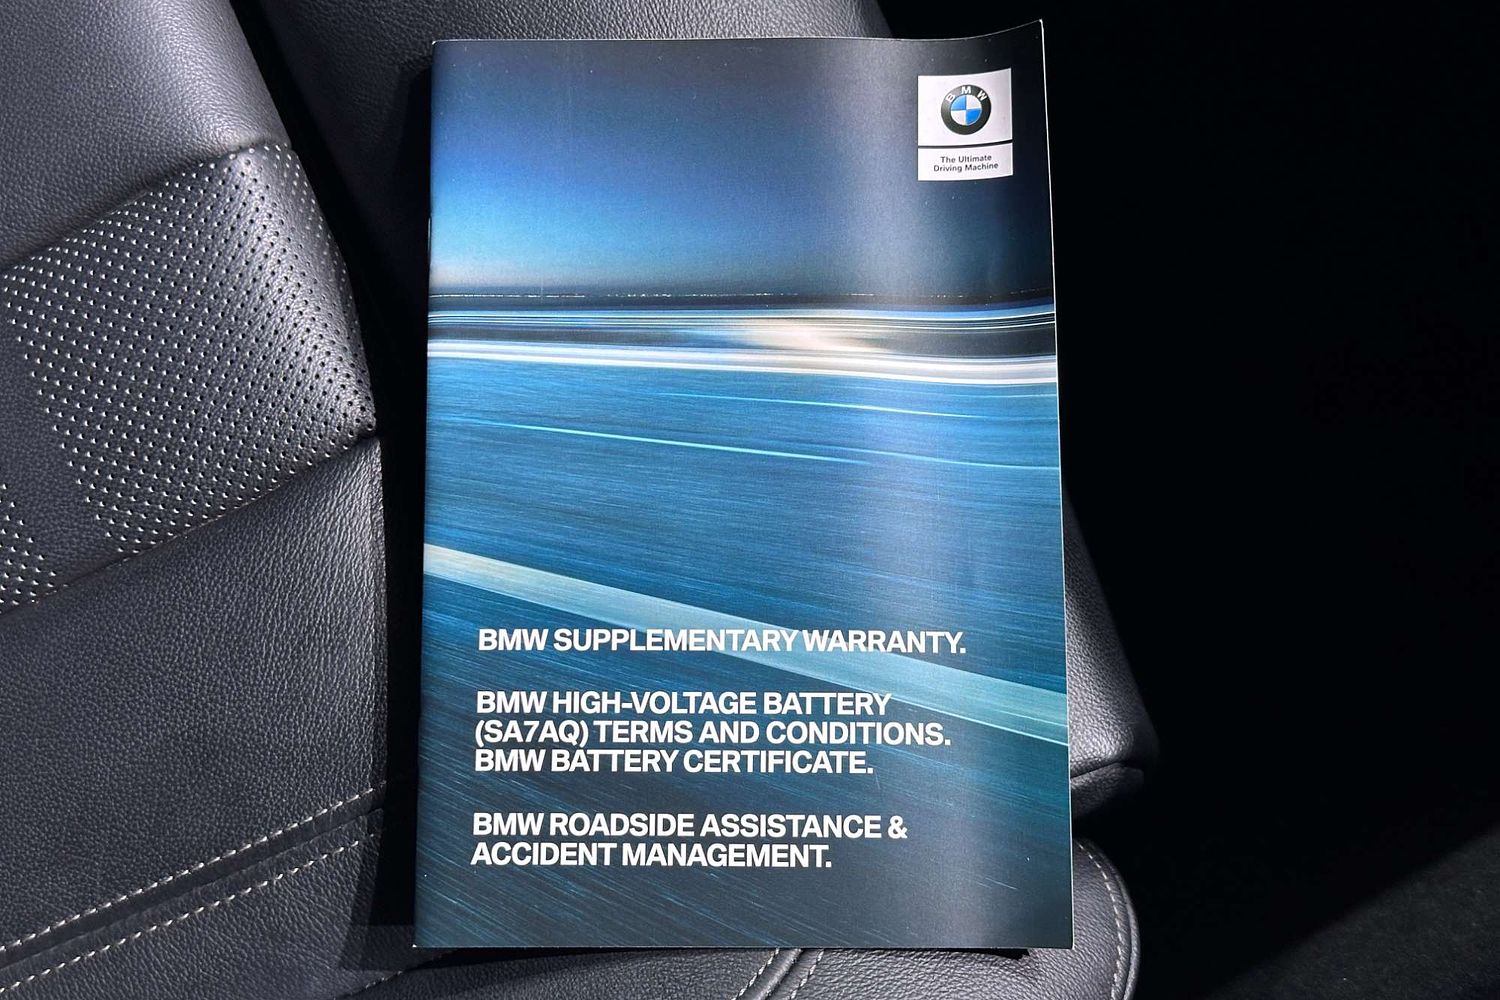 BMW
The Ultimate
Driving Machine
BMW SUPPLEMENTARY WARRANTY.
BMW HIGH-VOLTAGE BATTERY
(SA7AQ) TERMS AND CONDITIONS.
BMW BATTERY CERTIFICATE.
BMW ROADSIDE ASSISTANCE &
ACCIDENT MANAGEMENT.